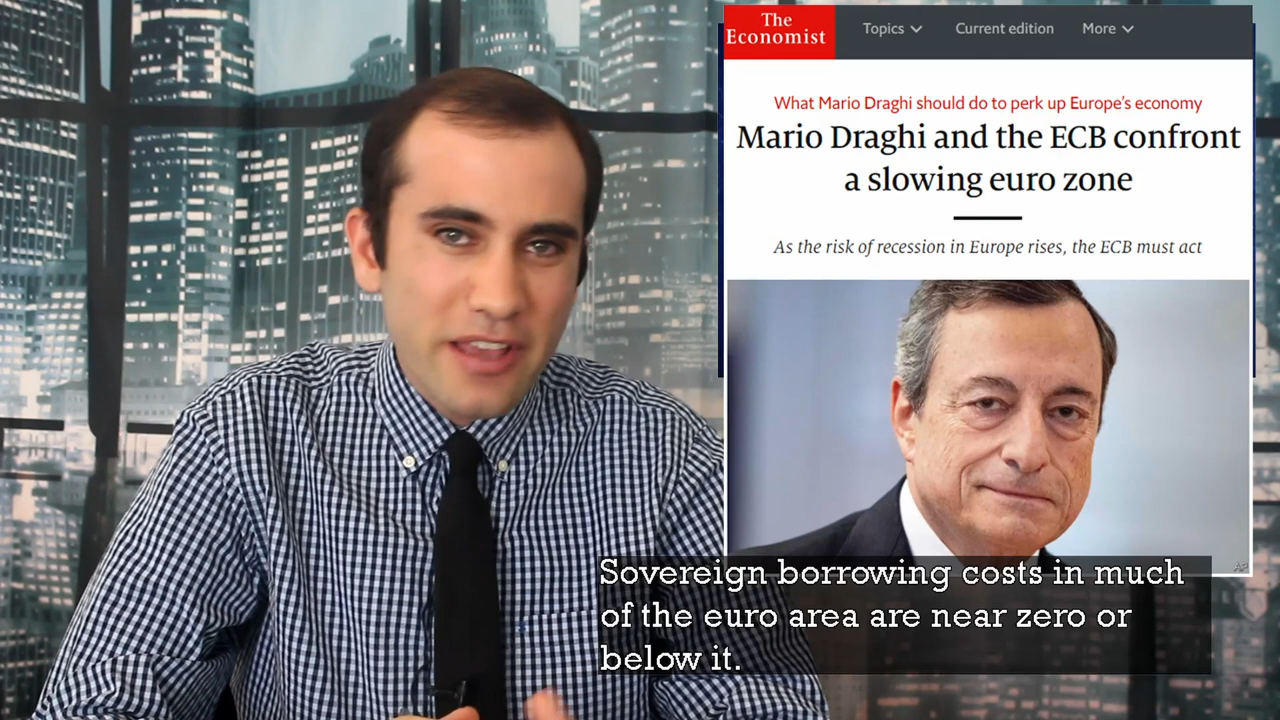 The
Economist
Topics
Current edition
More
What Mario Draghi should do to perk up Europe's economy
Mario Draghi and the ECB confront
a slowing euro zone
As the risk of recession in Europe rises, the ECB must act
AP
Sovereign borrowing costs in much
of the euro area are near zero or
below it.